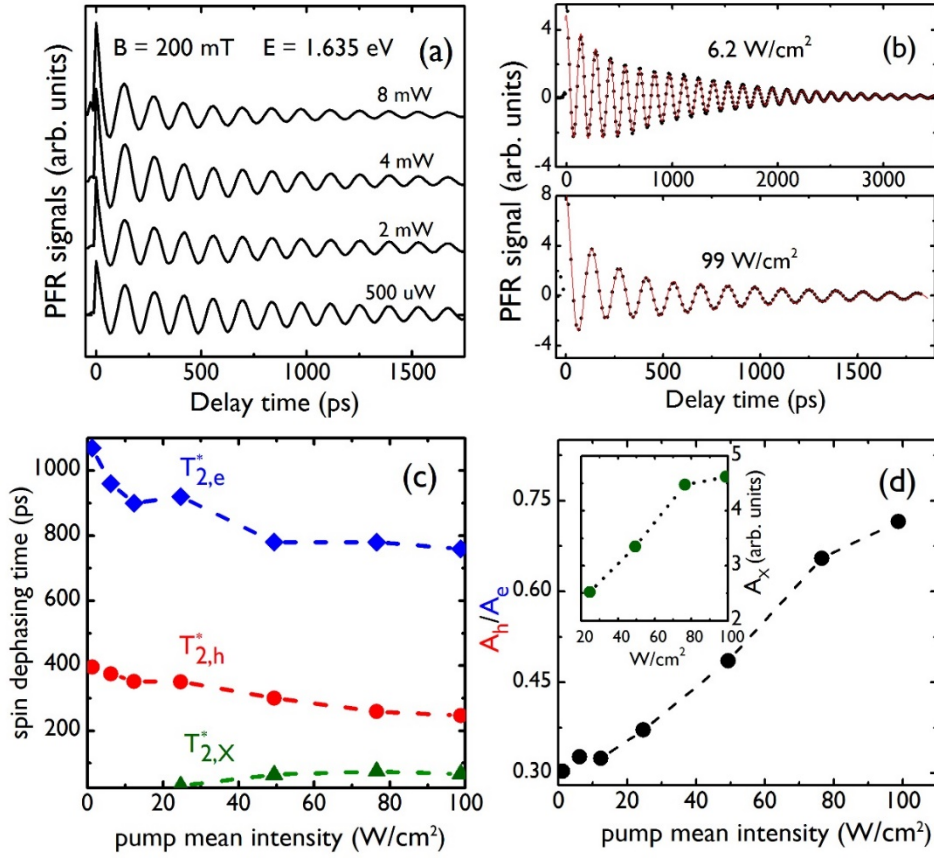 B = 200 mT E = 1.635 eV (a)
8 mW
4 mW
2 mW
500 uW
PFR signals (arb. units)
0 500 1000 1500
Delay time (ps)
(b)
6.2 W/cm²
4
0
-4
0 1000 2000 3000
99 W/cm²
8
4
0
-4
PFR signal (arb. units)
0 500 1000 1500
Delay time (ps)
(c)
T*2,e
T*2,h
T*2,X
1000
800
600
400
200
spin dephasing time (ps)
0 20 40 60 80 100
pump mean intensity (W/cm²)
(d)
Ah/Ae
0.75
0.60
0.45
0.30
5
4
3
2
AX (arb. units)
20 40 60 80 100
W/cm²
0 20 40 60 80 100
pump mean intensity (W/cm²)